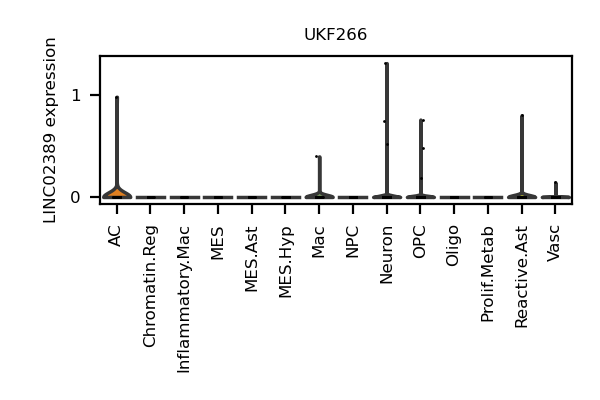 UKF266
LINC02389 expression
1
0
AC
Chromatin.Reg
Inflammatory.Mac
MES
MES.Ast
MES.Hyp
Mac
NPC
Neuron
OPC
Oligo
Prolif.Metab
Reactive.Ast
Vasc